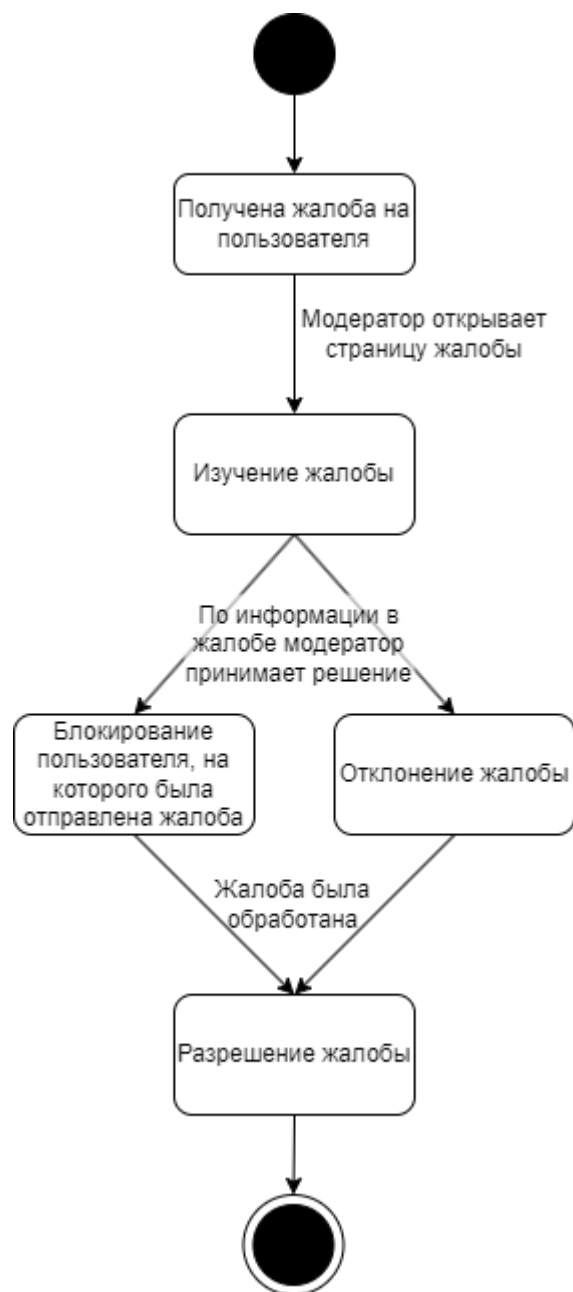 Получена жалоба на
пользователя
Модератор открывает
страницу жалобы
Изучение жалобы
По информации в
жалобе модератор
принимает решение
Блокирование
пользователя, на
которого была
отправлена жалоба
Отклонение жалобы
Жалоба была
обработана
Разрешение жалобы